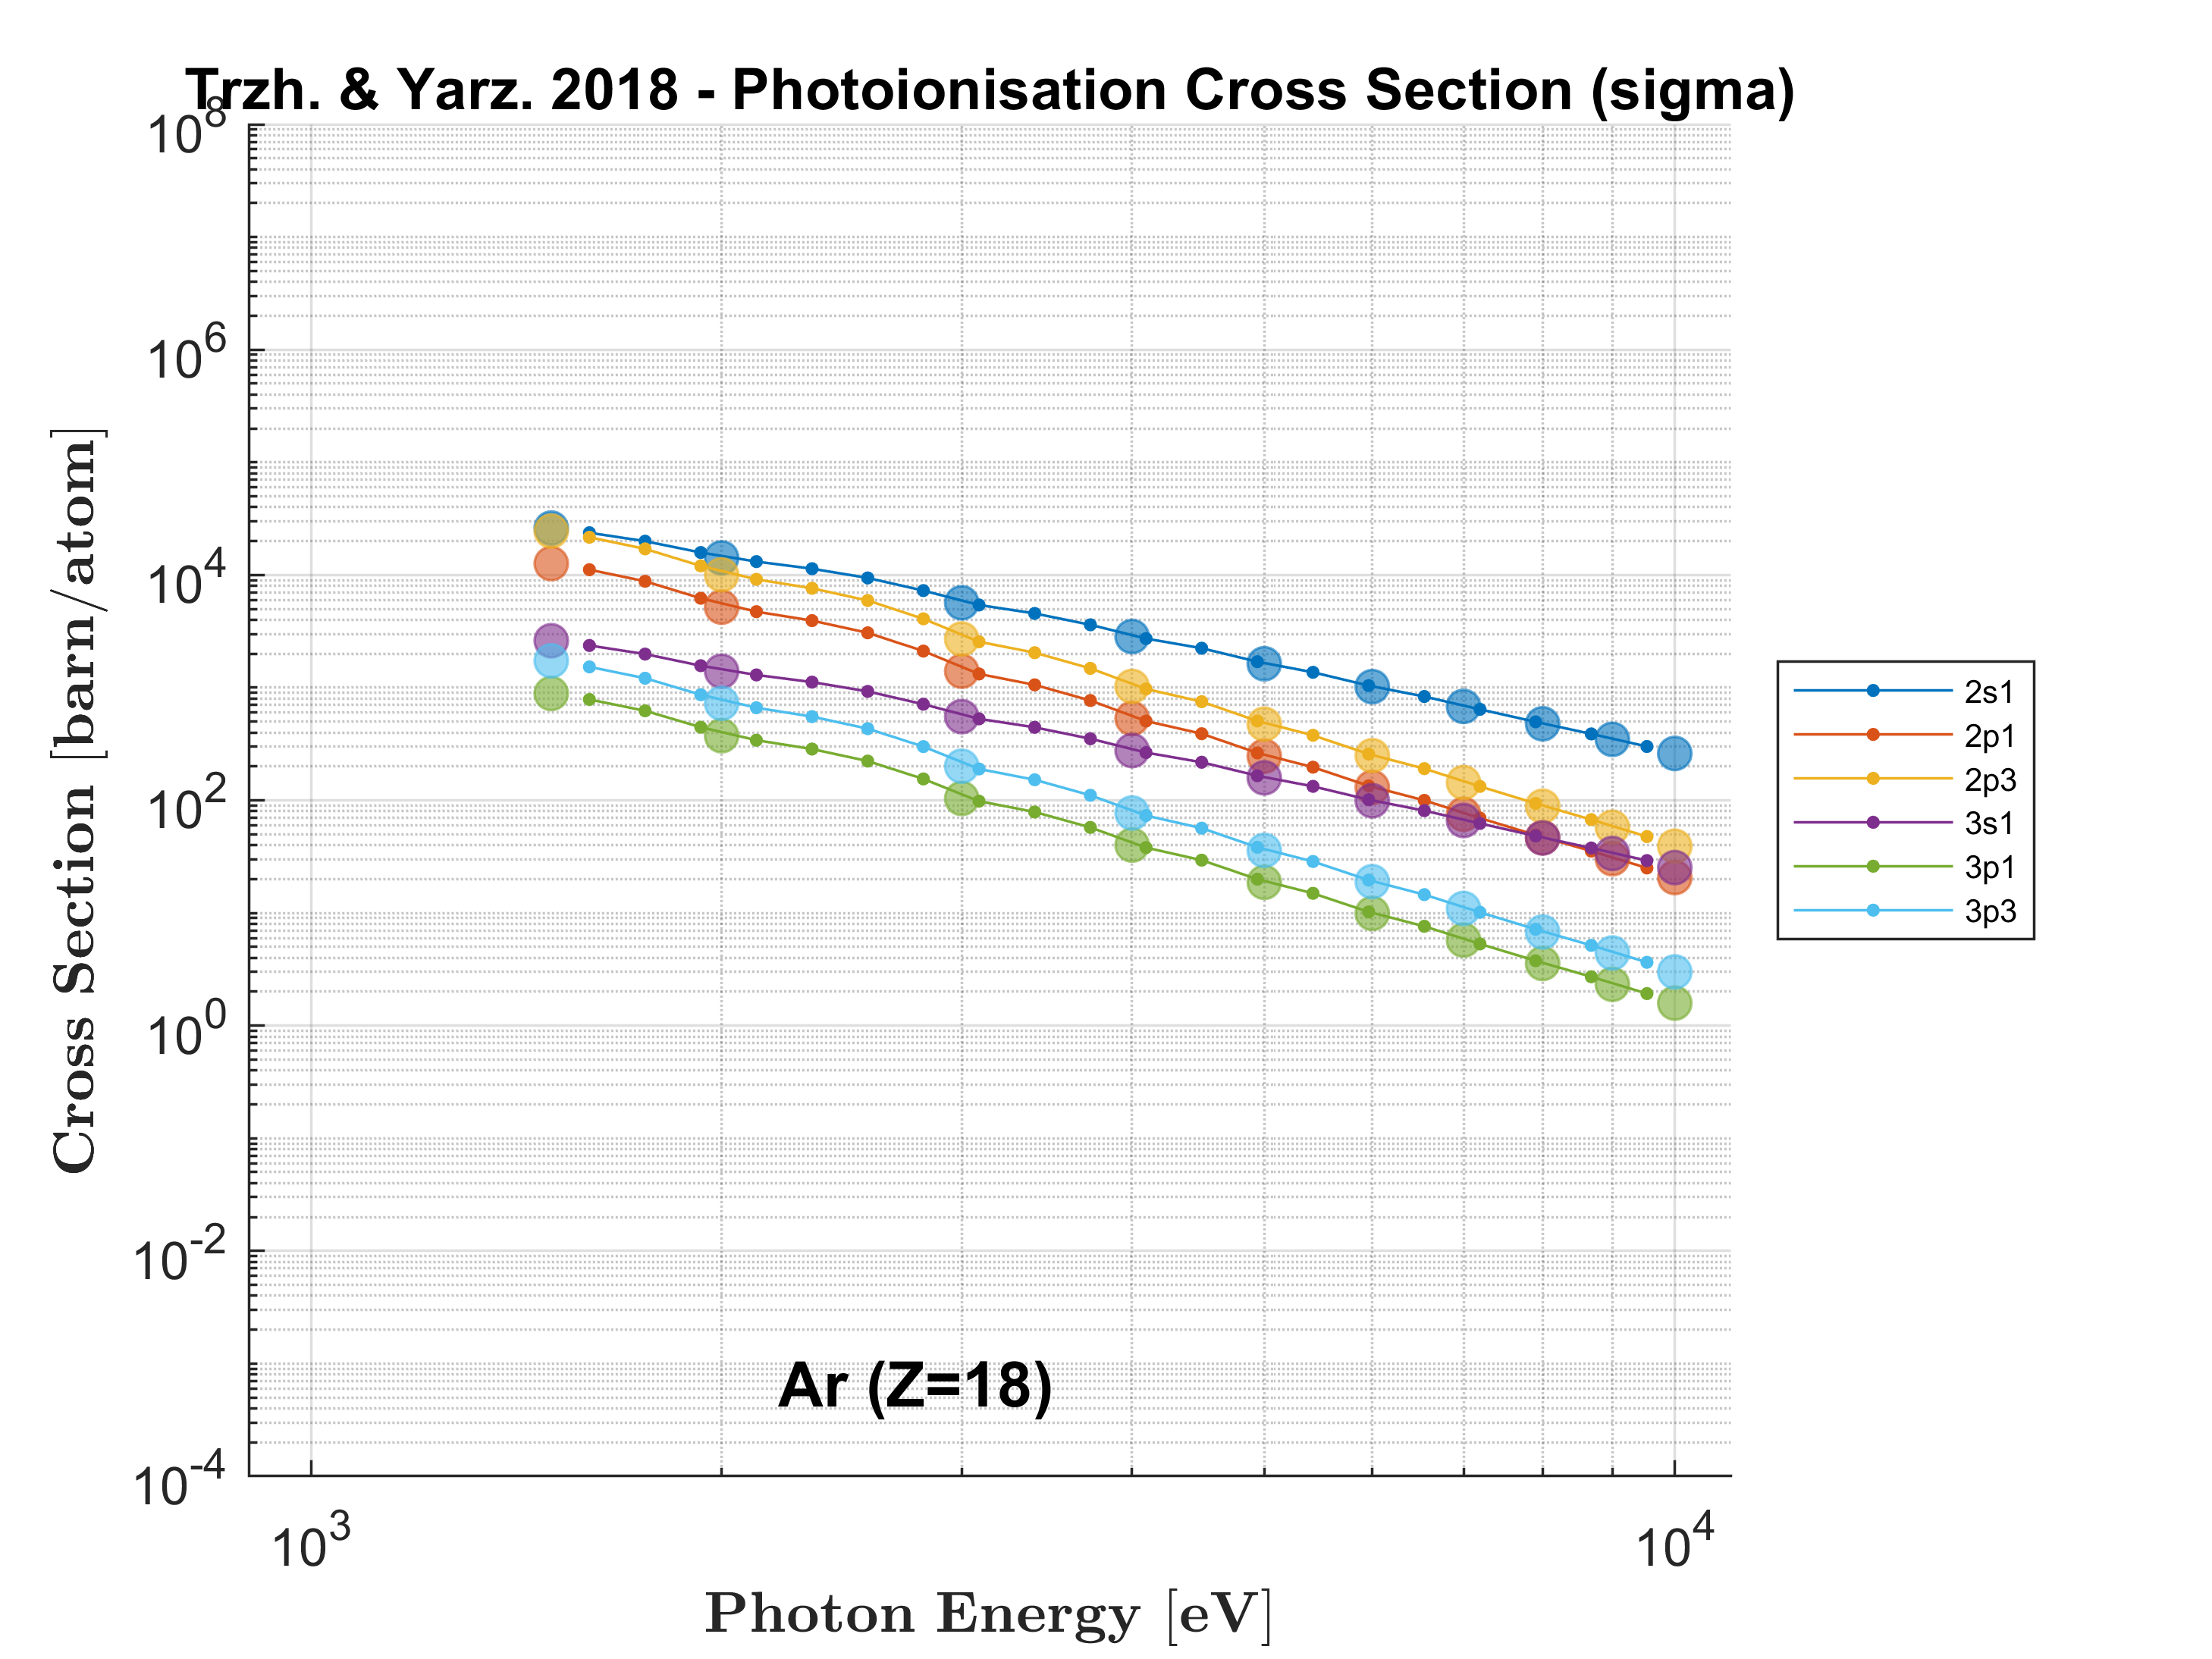 Trzh. & Yarz. 2018 - Photoionisation Cross Section (sigma)
10^8
10^6
10^4
10^2
10^0
10^-2
10^-4
Cross Section [barn/atom]
2s1
2p1
2p3
3s1
3p1
3p3
Ar (Z=18)
10^3
10^4
Photon Energy [eV]